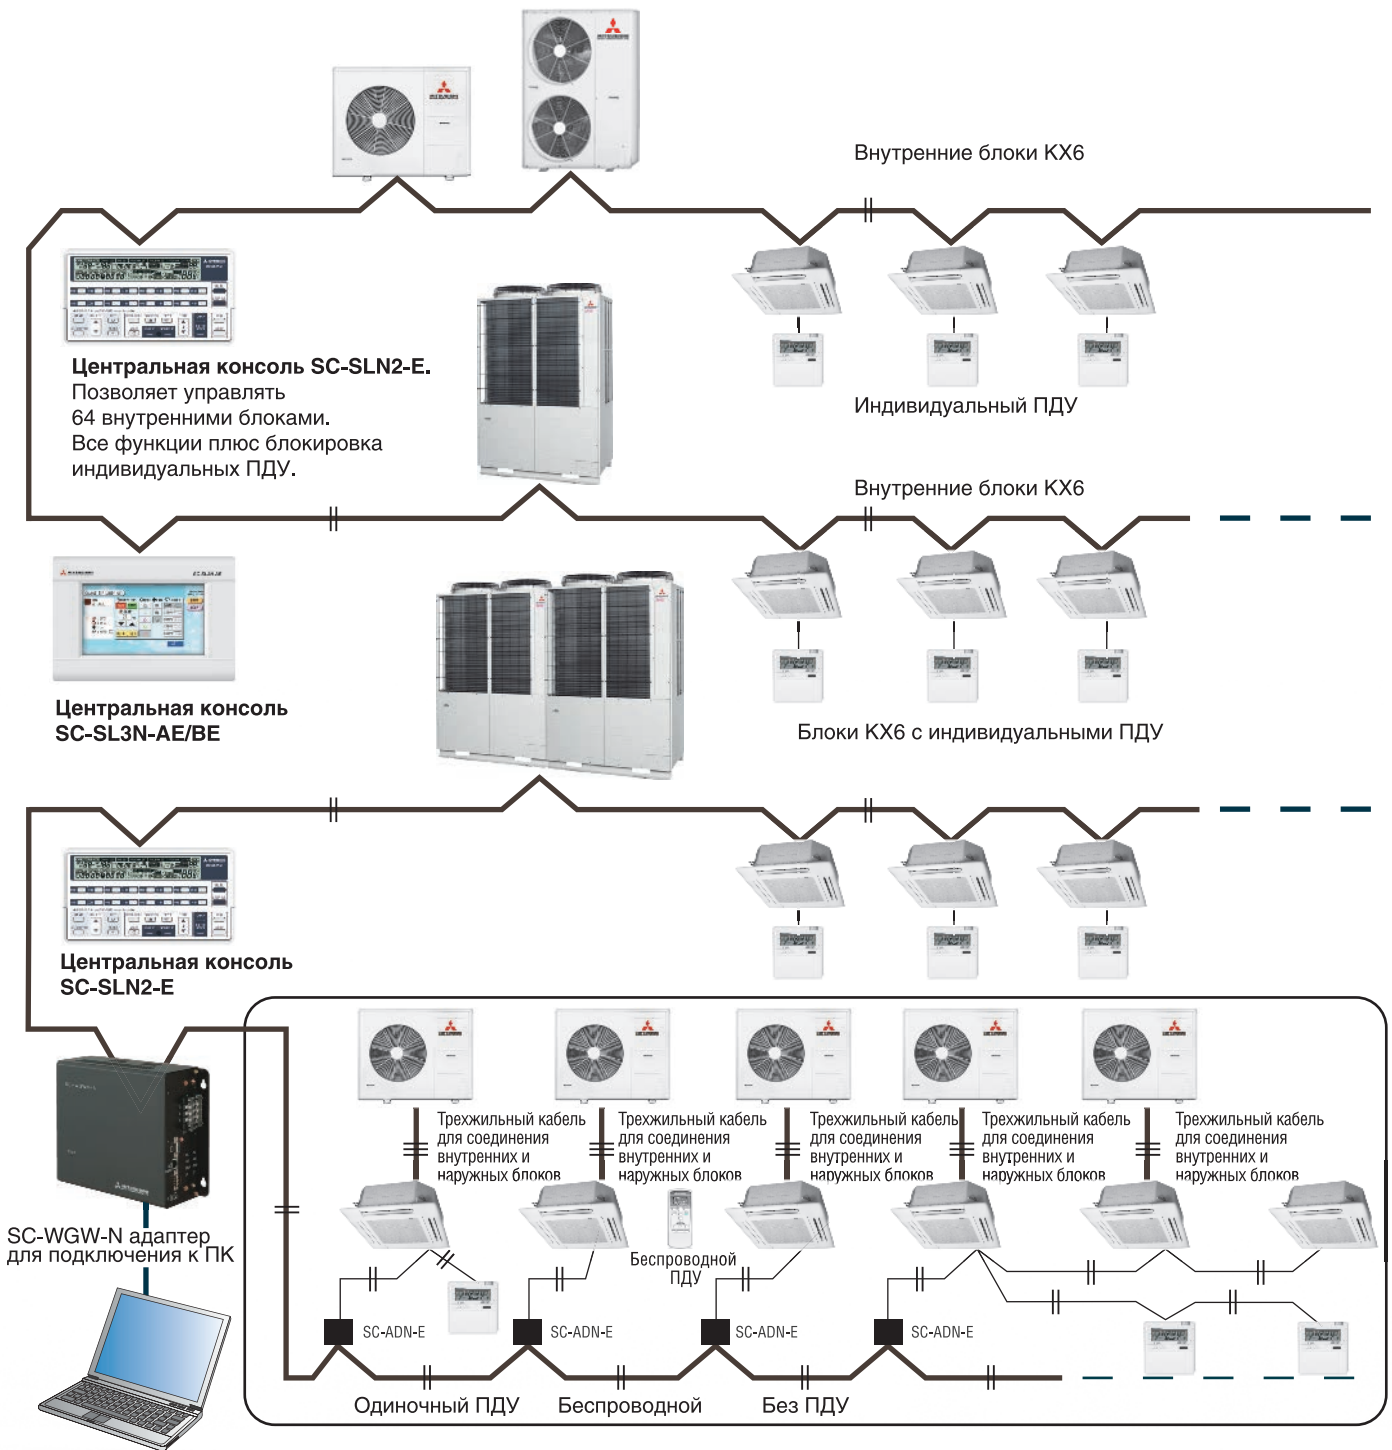 Внутренние блоки KX6
Центральная консоль SC-SLN2-E.
Позволяет управлять
64 внутренними блоками.
Все функции плюс блокировка
индивидуальных ПДУ.
Индивидуальный ПДУ
Внутренние блоки KX6
SC-SL3N-AE
Центральная консоль
SC-SL3N-AE/BE
Блоки KX6 с индивидуальными ПДУ
Центральная консоль
SC-SLN2-E
Трехжильный кабель
для соединения
внутренних и
наружных блоков
Трехжильный кабель
для соединения
внутренних и
наружных блоков
Трехжильный кабель
для соединения
внутренних и
наружных блоков
Трехжильный кабель
для соединения
внутренних и
наружных блоков
Трехжильный кабель
для соединения
внутренних и
наружных блоков
SC-WGW-N адаптер
для подключения к ПК
Беспроводной
ПДУ
SC-ADN-E
SC-ADN-E
SC-ADN-E
SC-ADN-E
Одиночный ПДУ
Беспроводной
Без ПДУ